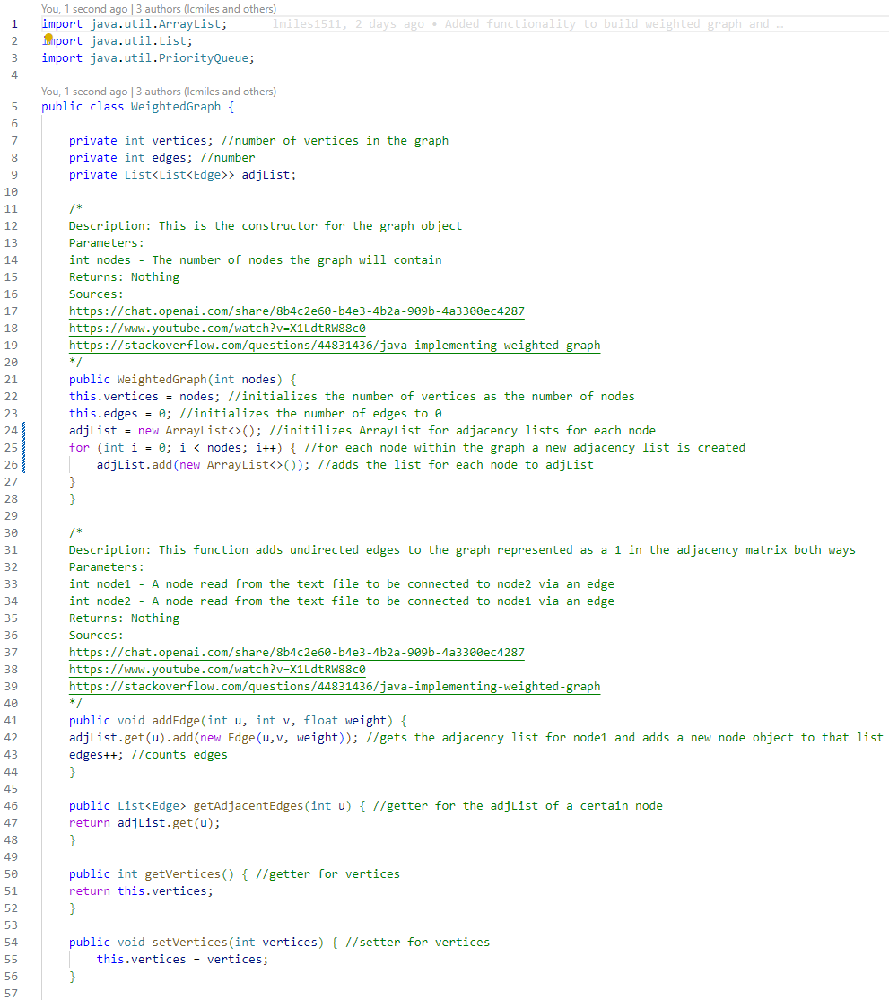 You, 1 second ago | 3 authors (lcmiles and others)
1 import java.util.ArrayList; lmiles1511, 2 days ago • Added functionality to build weighted graph and …
2 import java.util.List;
3 import java.util.PriorityQueue;
4
You, 1 second ago | 3 authors (lcmiles and others)
5 public class WeightedGraph {
6
7 private int vertices; //number of vertices in the graph
8 private int edges; //number
9 private List<List<Edge>> adjList;
10
11 /*
12 Description: This is the constructor for the graph object
13 Parameters:
14 int nodes - The number of nodes the graph will contain
15 Returns: Nothing
16 Sources:
17 https://chat.openai.com/share/8b4c2e60-b4e3-4b2a-909b-4a3300ec4287
18 https://www.youtube.com/watch?v=X1LdtRW88c0
19 https://stackoverflow.com/questions/44831436/java-implementing-weighted-graph
20 */
21 public WeightedGraph(int nodes) {
22 this.vertices = nodes; //initializes the number of vertices as the number of nodes
23 this.edges = 0; //initializes the number of edges to 0
24 adjList = new ArrayList<>(); //initilizes ArrayList for adjacency lists for each node
25 for (int i = 0; i < nodes; i++) { //for each node within the graph a new adjacency list is created
26 adjList.add(new ArrayList<>()); //adds the list for each node to adjList
27 }
28 }
29
30 /*
31 Description: This function adds undirected edges to the graph represented as a 1 in the adjacency matrix both ways
32 Parameters:
33 int node1 - A node read from the text file to be connected to node2 via an edge
34 int node2 - A node read from the text file to be connected to node1 via an edge
35 Returns: Nothing
36 Sources:
37 https://chat.openai.com/share/8b4c2e60-b4e3-4b2a-909b-4a3300ec4287
38 https://www.youtube.com/watch?v=X1LdtRW88c0
39 https://stackoverflow.com/questions/44831436/java-implementing-weighted-graph
40 */
41 public void addEdge(int u, int v, float weight) {
42 adjList.get(u).add(new Edge(u,v, weight)); //gets the adjacency list for node1 and adds a new node object to that list
43 edges++; //counts edges
44 }
45
46 public List<Edge> getAdjacentEdges(int u) { //getter for the adjList of a certain node
47 return adjList.get(u);
48 }
49
50 public int getVertices() { //getter for vertices
51 return this.vertices;
52 }
53
54 public void setVertices(int vertices) { //setter for vertices
55 this.vertices = vertices;
56 }
57